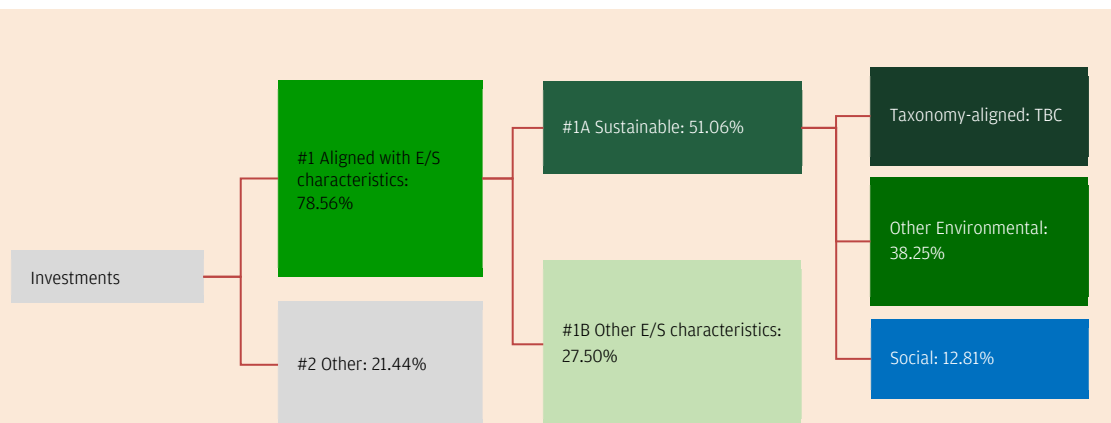 Investments
#1 Aligned with E/S
characteristics:
78.56%
#2 Other: 21.44%
#1A Sustainable: 51.06%
#1B Other E/S characteristics:
27.50%
Taxonomy-aligned: TBC
Other Environmental:
38.25%
Social: 12.81%